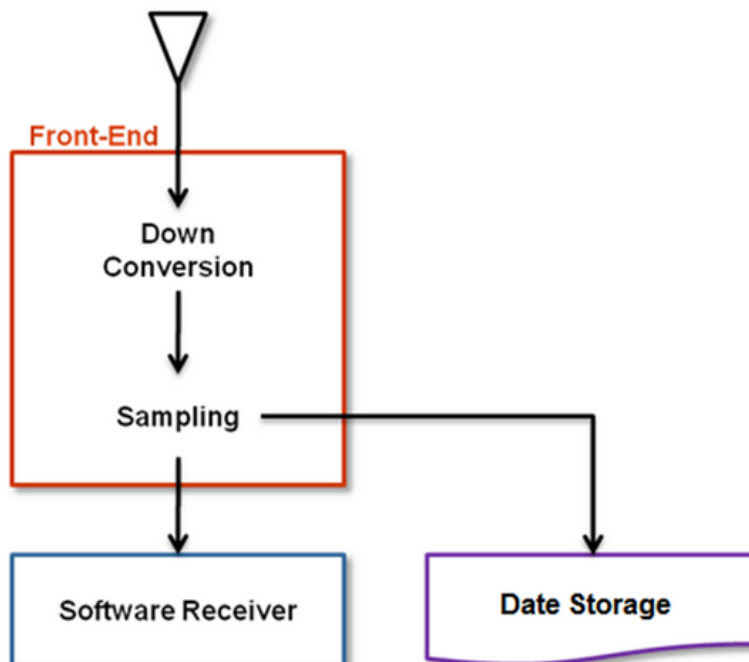 Front-End
Down
Conversion
Sampling
Software Receiver
Date Storage